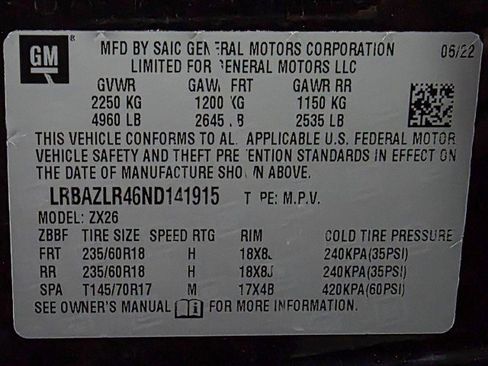 GM
MFD BY SAIC GENERAL MOTORS CORPORATION 06/22
LIMITED FOR GENERAL MOTORS LLC
GVWR GAWR FRT GAWR RR
2250 KG 1200 KG 1150 KG
4960 LB 2645 LB 2535 LB
THIS VEHICLE CONFORMS TO ALL APPLICABLE U.S. FEDERAL MOTOR
VEHICLE SAFETY AND THEFT PREVENTION STANDARDS IN EFFECT ON
THE DATE OF MANUFACTURE SHOWN ABOVE.
LRBAZLR46ND141915 TYPE: M.P.V.
MODEL: ZX26
ZBBF TIRE SIZE SPEED RTG RIM COLD TIRE PRESSURE
FRT 235/60R18 H 18X8J 240KPA(35PSI)
RR 235/60R18 H 18X8J 240KPA(35PSI)
SPA T145/70R17 M 17X4B 420KPA(60PSI)
SEE OWNER'S MANUAL FOR MORE INFORMATION